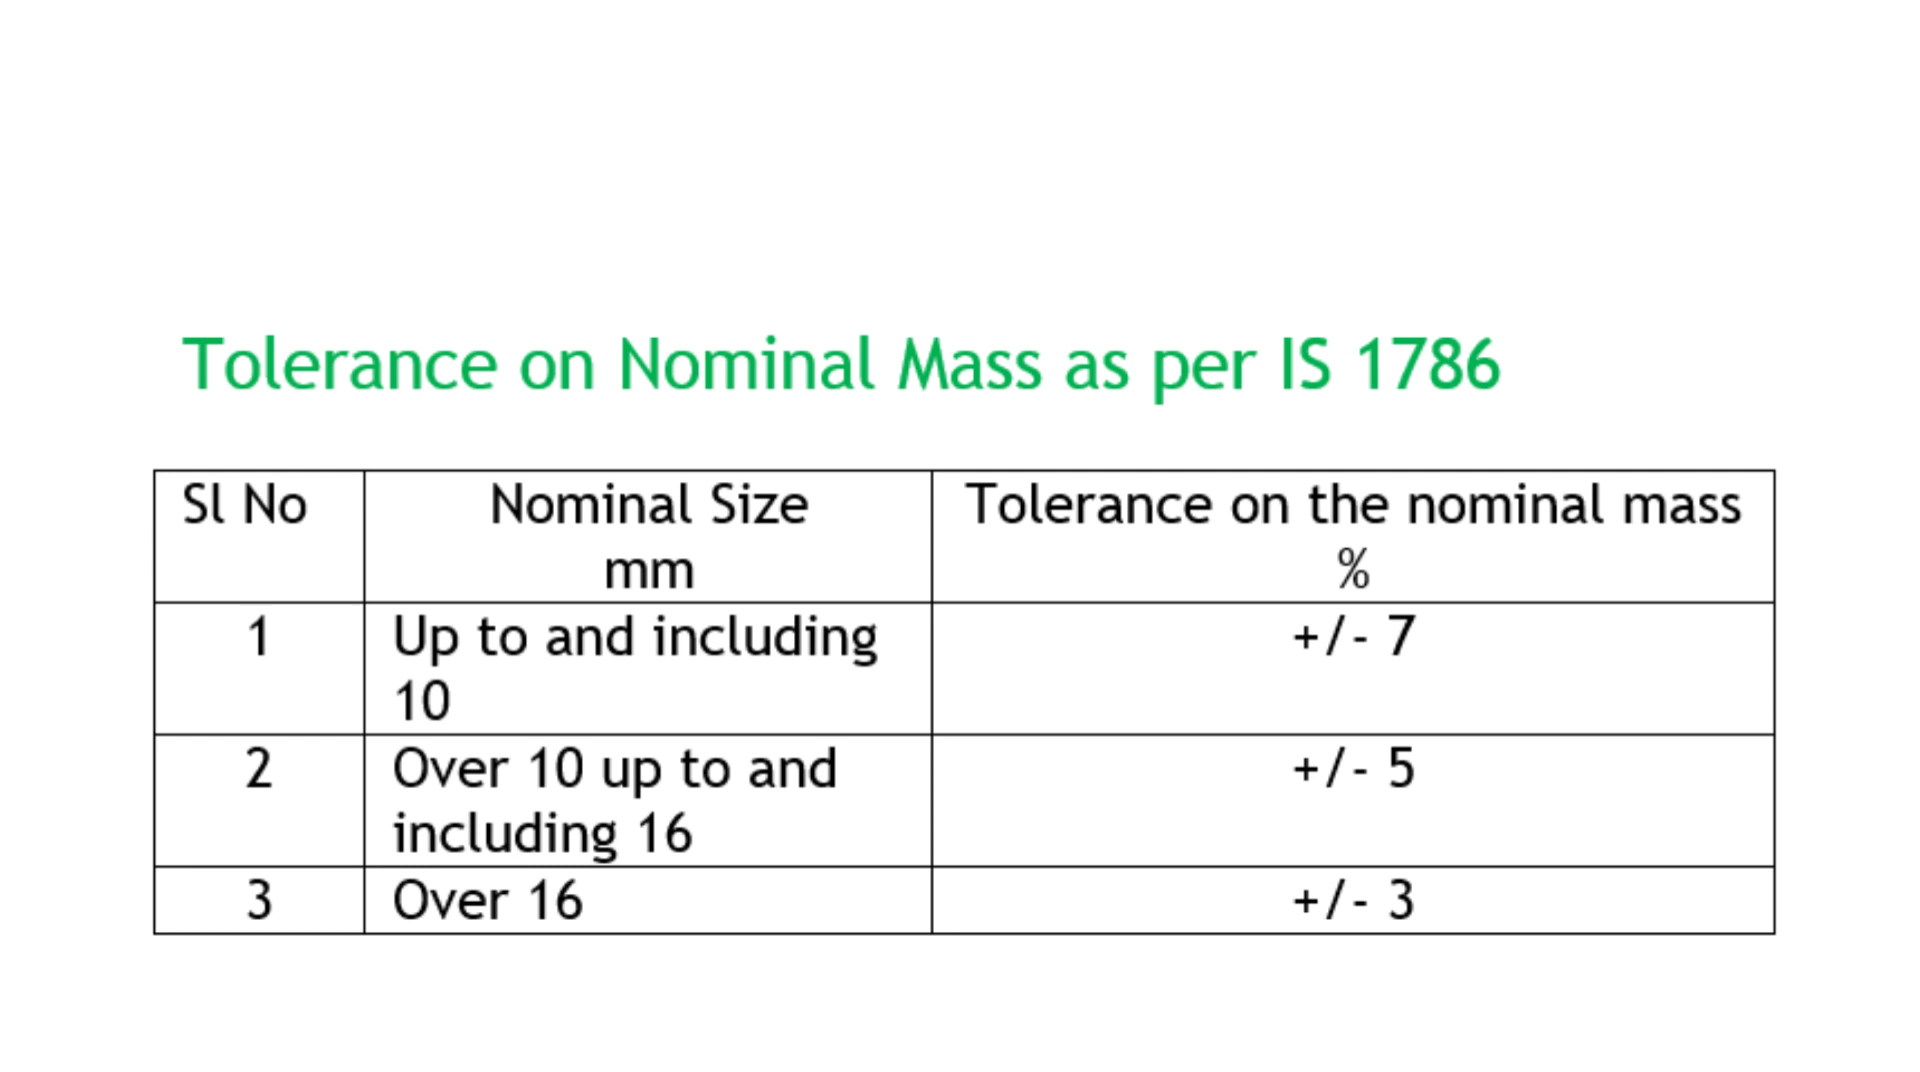 Tolerance on Nominal Mass as per IS 1786
Sl No
Nominal Size
mm
Tolerance on the nominal mass
%
1
Up to and including
10
+/- 7
2
Over 10 up to and
including 16
+/- 5
3
Over 16
+/- 3